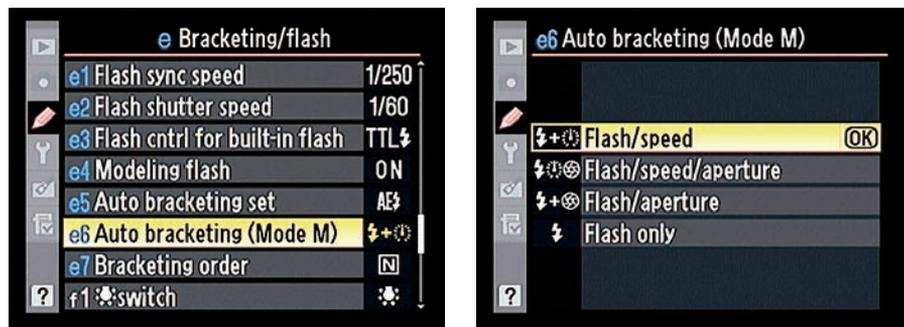 e Bracketing/flash
e1 Flash sync speed 1/250
e2 Flash shutter speed 1/60
e3 Flash cntrl for built-in flash TTL⚡
e4 Modeling flash ON
e5 Auto bracketing set AE⚡
e6 Auto bracketing (Mode M)
e7 Bracketing order N
f1 switch
?
e6 Auto bracketing (Mode M)
Flash/speed OK
Flash/speed/aperture
Flash/aperture
Flash only
?